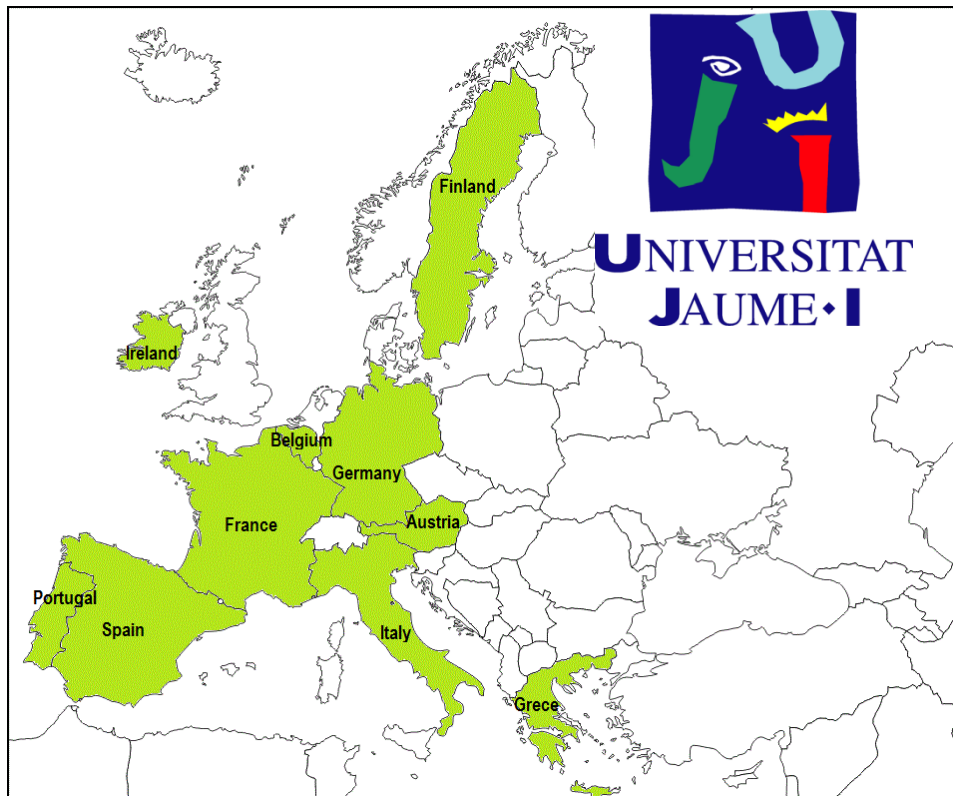 Finland
UNIVERSITAT
JAUME • I
Ireland
Belgium
Germany
Austria
France
Portugal
Spain
Italy
Grece